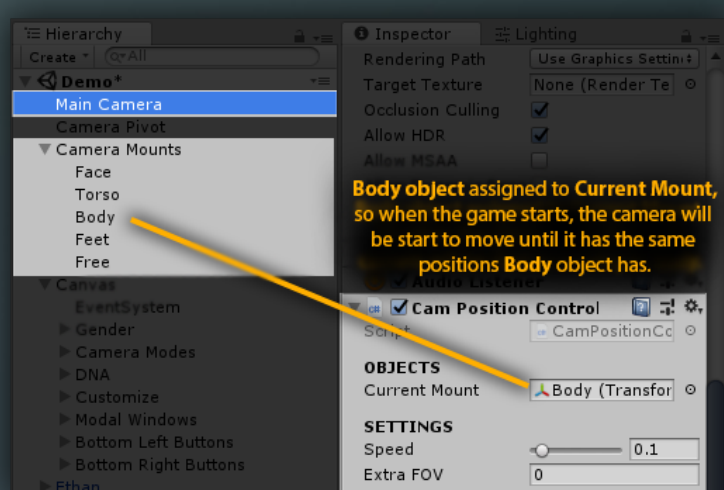 Hierarchy
Create
All
Demo*
Main Camera
Camera Pivot
Camera Mounts
Face
Torso
Body
Feet
Free
Canvas
EventSystem
Gender
Camera Modes
DNA
Customize
Modal Windows
Bottom Left Buttons
Bottom Right Buttons
Ethan
Inspector
Lighting
Rendering Path
Use Graphics Settin
Target Texture
None (Render Te
Occlusion Culling
Allow HDR
Allow MSAA
Body object assigned to Current Mount,
so when the game starts, the camera will
be start to move until it has the same
positions Body object has.
Audio Listener
Cam Position Control
Script
CamPositionCo
OBJECTS
Current Mount
Body (Transfor
SETTINGS
Speed
0.1
Extra FOV
0